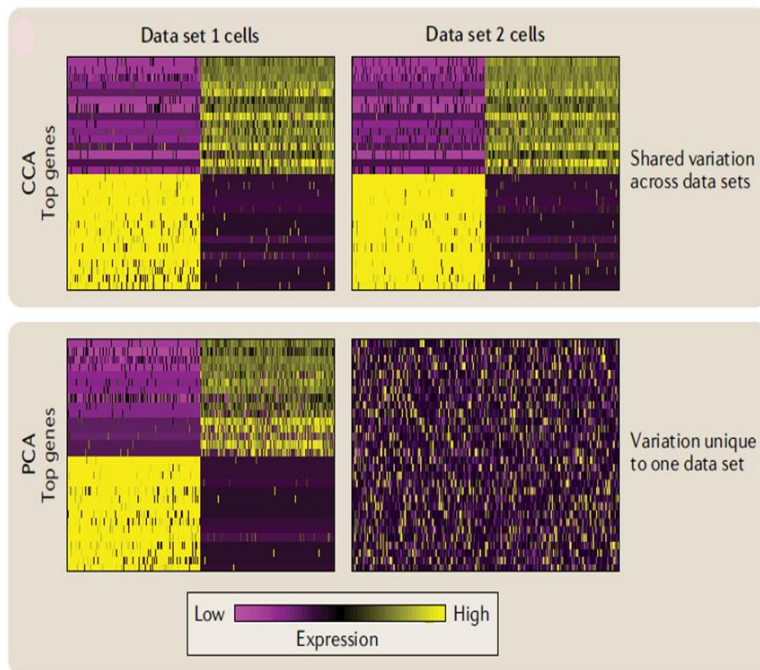 Data set 1 cells
Data set 2 cells
CCA
Top genes
Shared variation
across data sets
PCA
Top genes
Variation unique
to one data set
Low
High
Expression